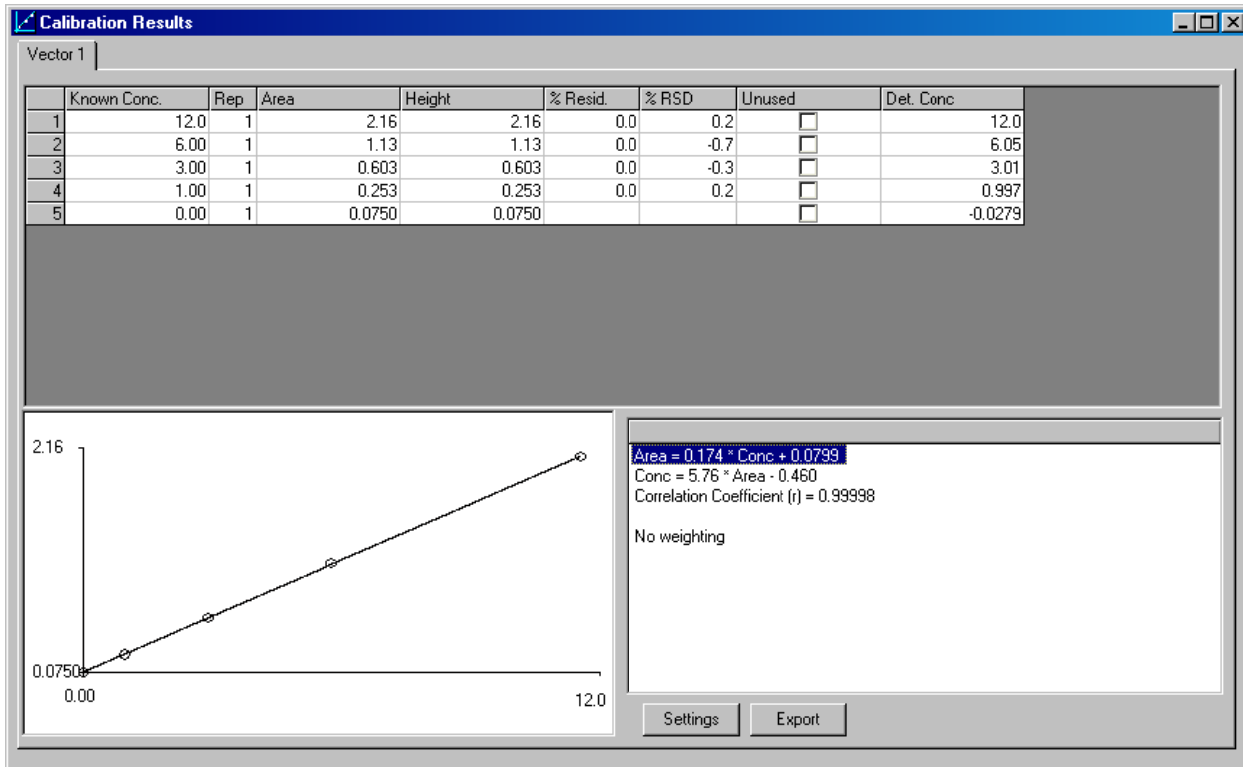 Calibration Results
Vector 1
Known Conc. Rep Area Height % Resid. % RSD Unused Det. Conc
1 12.0 1 2.16 2.16 0.0 0.2 12.0
2 6.00 1 1.13 1.13 0.0 -0.7 6.05
3 3.00 1 0.603 0.603 0.0 -0.3 3.01
4 1.00 1 0.253 0.253 0.0 0.2 0.997
5 0.00 1 0.0750 0.0750 -0.0279
2.16
0.0750
0.00
12.0
Area = 0.174 * Conc + 0.0799
Conc = 5.76 * Area - 0.460
Correlation Coefficient (r) = 0.99998
No weighting
Settings
Export